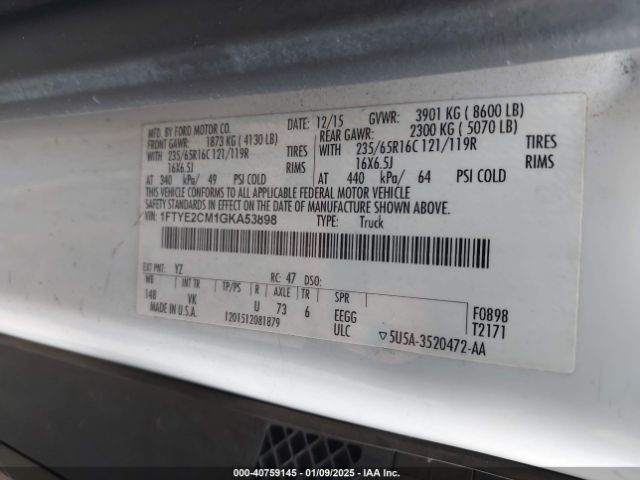 MFD. BY FORD MOTOR CO. DATE: 12/15 GVWR: 3901 KG ( 8600 LB)
FRONT GAWR: 1873 KG ( 4130 LB) REAR GAWR: 2300 KG ( 5070 LB)
WITH 235/65R16C 121/119R TIRES WITH 235/65R16C 121/119R TIRES
16X6.5J RIMS 16X6.5J RIMS
AT 340 kPa/ 49 PSI COLD AT 440 kPa/ 64 PSI COLD
THIS VEHICLE CONFORMS TO ALL APPLICABLE FEDERAL MOTOR VEHICLE
SAFETY STANDARDS IN EFFECT ON THE DATE OF MANUFACTURE SHOWN ABOVE.
VIN: 1FTYE2CM1GKA53898 TYPE: Truck
EXT PNT: YZ RC: 47 DSO:
WB INT TR TP/PS R AXLE TR SPR
148 VK U 73 6 EEGG F0898
MADE IN U.S.A. 1201512081879 ULC T2171
▽5U5A-3520472-AA
000-40759145 - 01/09/2025 - IAA Inc.